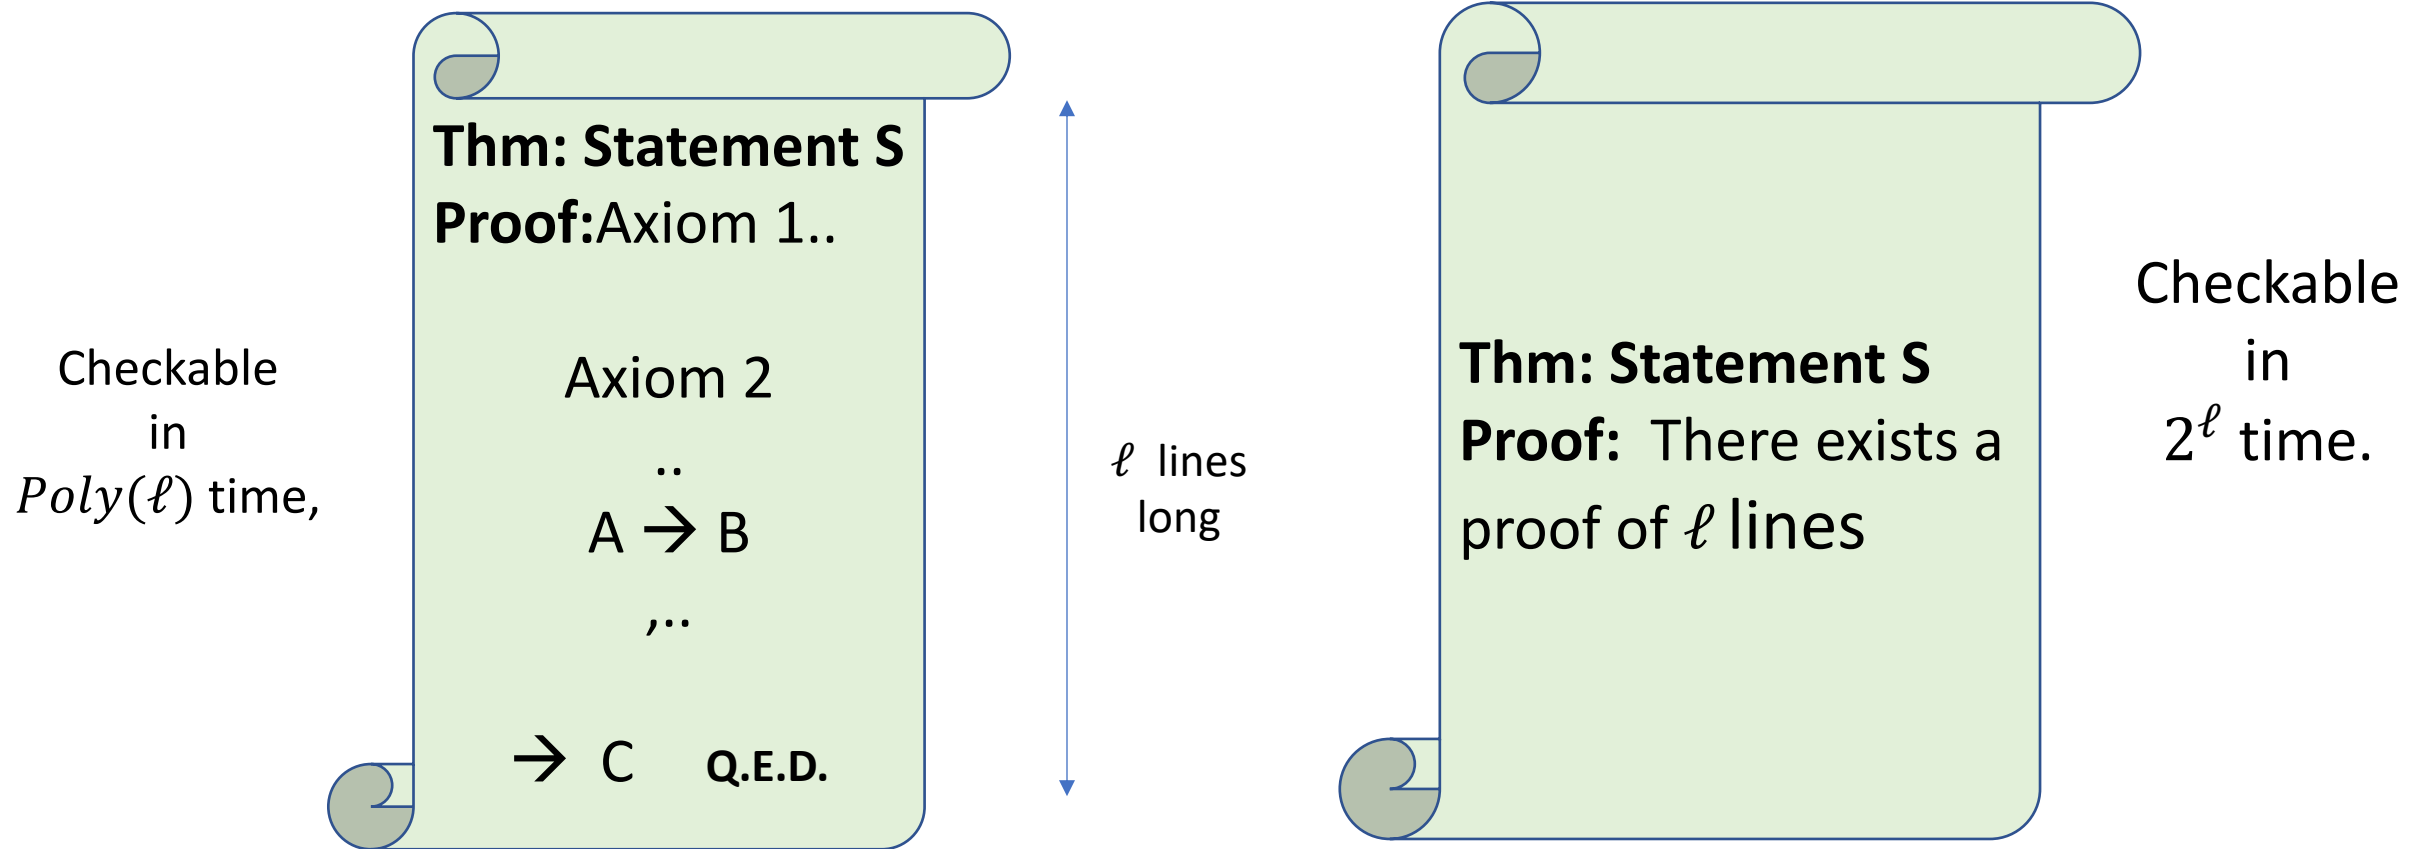 Checkable
in
Poly(ℓ) time,
Thm: Statement S
Proof:Axiom 1..
Axiom 2
..
A → B
,..
→ C Q.E.D.
ℓ lines
long
Thm: Statement S
Proof: There exists a
proof of ℓ lines
Checkable
in
2^ℓ time.